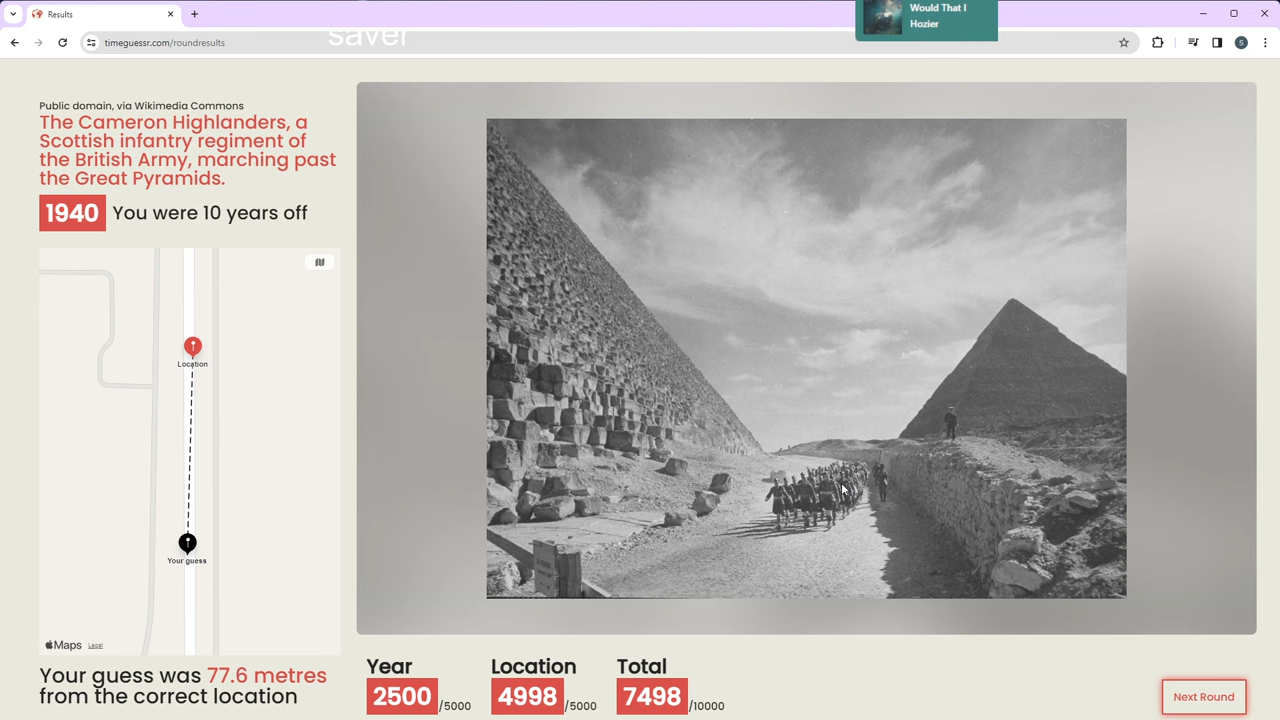 Results
timeguessr.com/roundresults
saver
Would That I
Hozier
S
Public domain, via Wikimedia Commons
The Cameron Highlanders, a
Scottish infantry regiment of
the British Army, marching past
the Great Pyramids.
1940 You were 10 years off
Location
Your guess
Maps Legal
Your guess was 77.6 metres
from the correct location
Year Location Total
2500 /5000 4998 /5000 7498 /10000
Next Round